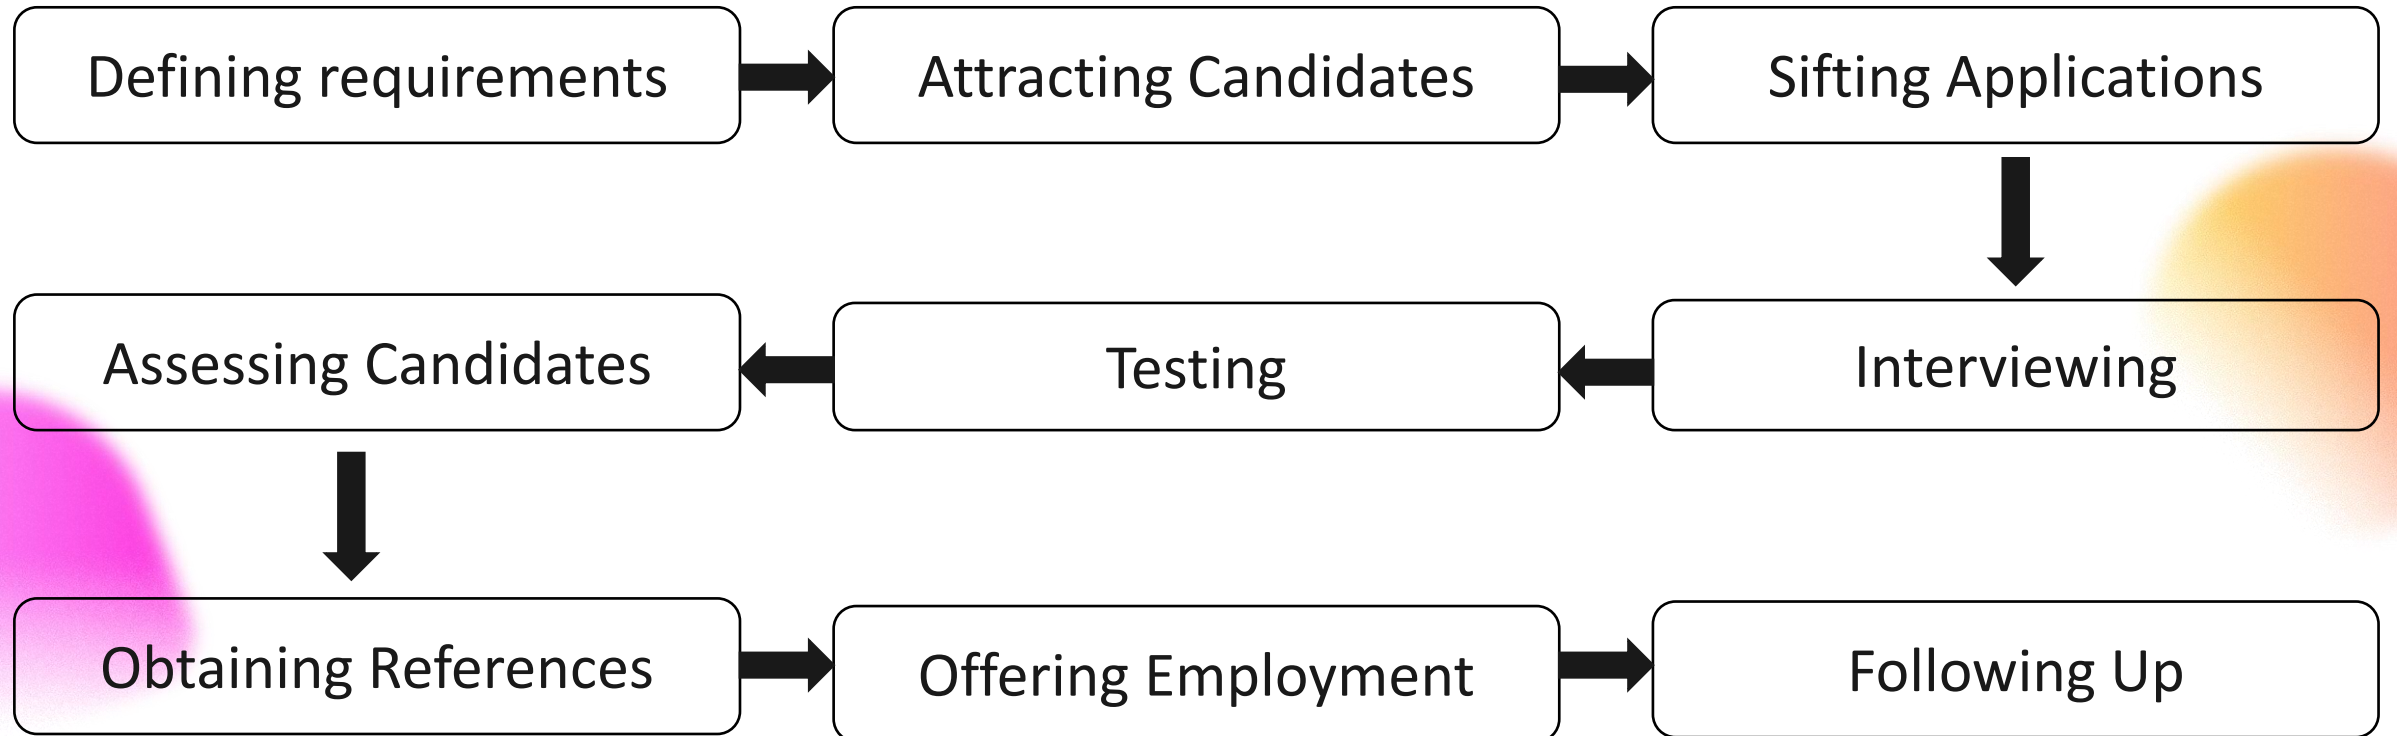 Defining requirements
Attracting Candidates
Sifting Applications
Interviewing
Testing
Assessing Candidates
Obtaining References
Offering Employment
Following Up